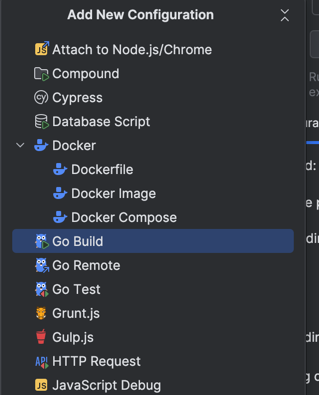 Add New Configuration
Attach to Node.js/Chrome
Compound
Cypress
Database Script
Docker
Dockerfile
Docker Image
Docker Compose
Go Build
Go Remote
Go Test
Grunt.js
Gulp.js
HTTP Request
JavaScript Debug